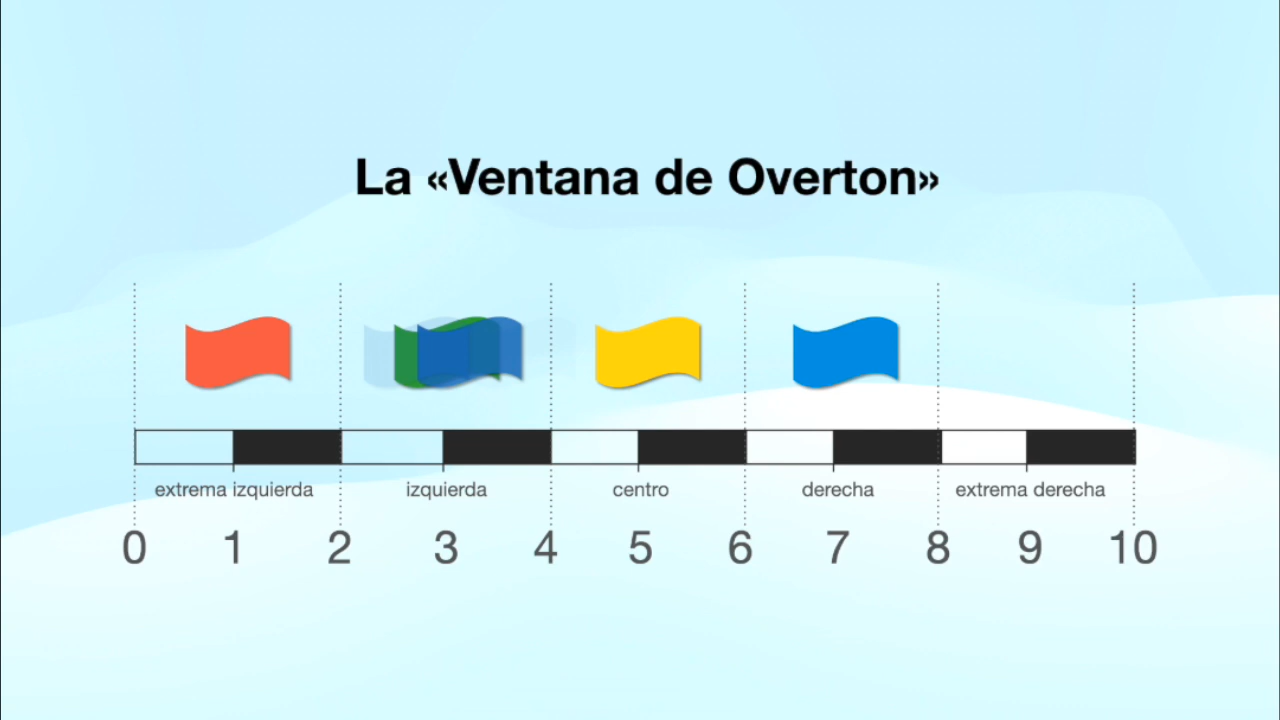 La «Ventana de Overton»
extrema izquierda izquierda centro derecha extrema derecha
0 1 2 3 4 5 6 7 8 9 10